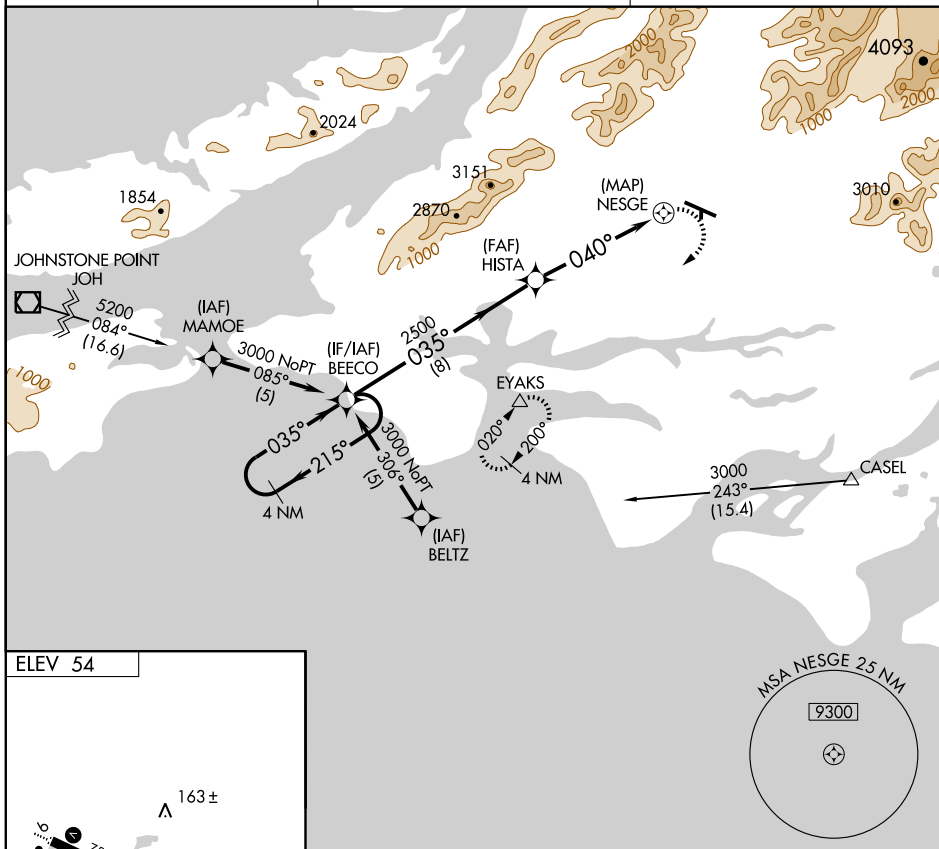 2000
4093
2000
1000
2024
3151
2870
1000
1854
3010
(MAP)
NESGE
(FAF)
HISTA
040°
JOHNSTONE POINT
JOH
5200
084°
(16.6)
(IAF)
MAMOE
3000 NoPT
085°
(5)
(IF/IAF)
BEECO
2500
035°
(8)
1000
035°
215°
4 NM
3000 NoPT
306°
(5)
(IAF)
BELTZ
EYAKS
020°
200°
4 NM
3000
243°
(15.4)
CASEL
ELEV 54
163 ±
9
V
MSA NESGE 25 NM
9300